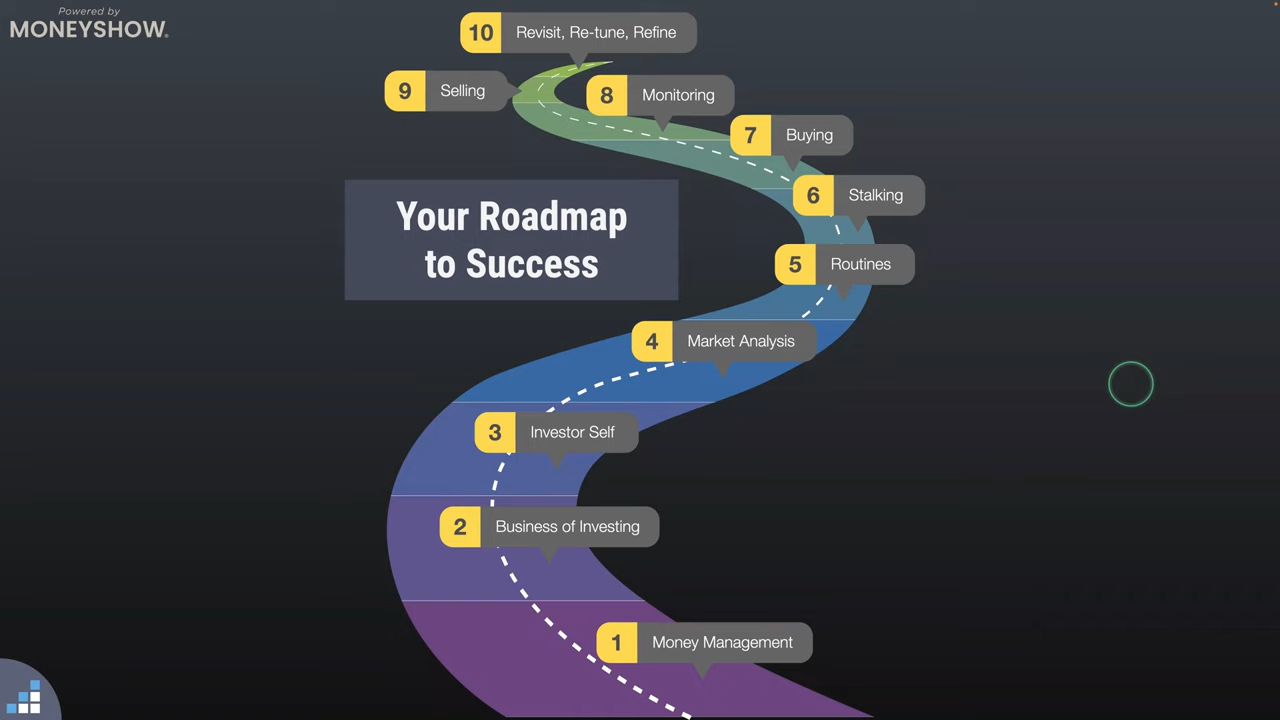 Powered by
MONEYSHOW®
10 Revisit, Re-tune, Refine
9 Selling
8 Monitoring
7 Buying
6 Stalking
Your Roadmap
to Success
5 Routines
4 Market Analysis
3 Investor Self
2 Business of Investing
1 Money Management